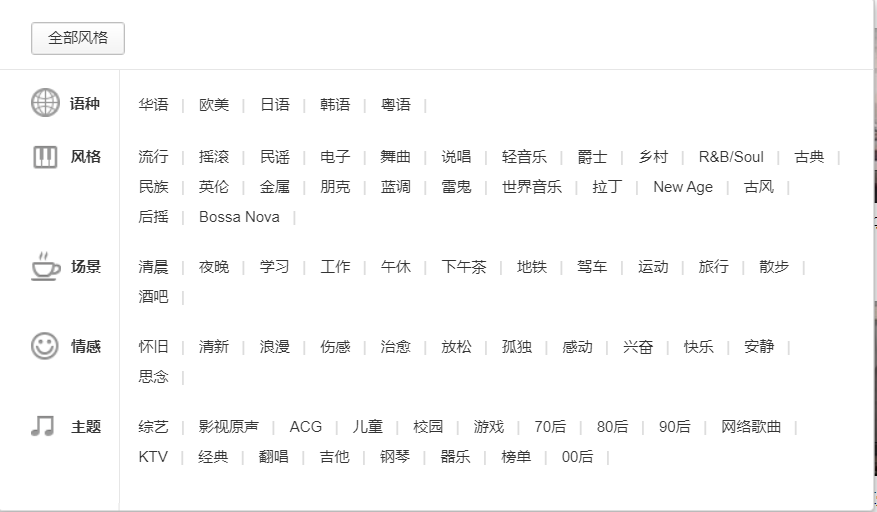 全部风格
语种 华语 | 欧美 | 日语 | 韩语 | 粤语 |
风格 流行 | 摇滚 | 民谣 | 电子 | 舞曲 | 说唱 | 轻音乐 | 爵士 | 乡村 | R&B/Soul | 古典 |
民族 | 英伦 | 金属 | 朋克 | 蓝调 | 雷鬼 | 世界音乐 | 拉丁 | New Age | 古风 |
后摇 | Bossa Nova |
场景 清晨 | 夜晚 | 学习 | 工作 | 午休 | 下午茶 | 地铁 | 驾车 | 运动 | 旅行 | 散步 |
酒吧 |
情感 怀旧 | 清新 | 浪漫 | 伤感 | 治愈 | 放松 | 孤独 | 感动 | 兴奋 | 快乐 | 安静 |
思念 |
主题 综艺 | 影视原声 | ACG | 儿童 | 校园 | 游戏 | 70后 | 80后 | 90后 | 网络歌曲 |
KTV | 经典 | 翻唱 | 吉他 | 钢琴 | 器乐 | 榜单 | 00后 |